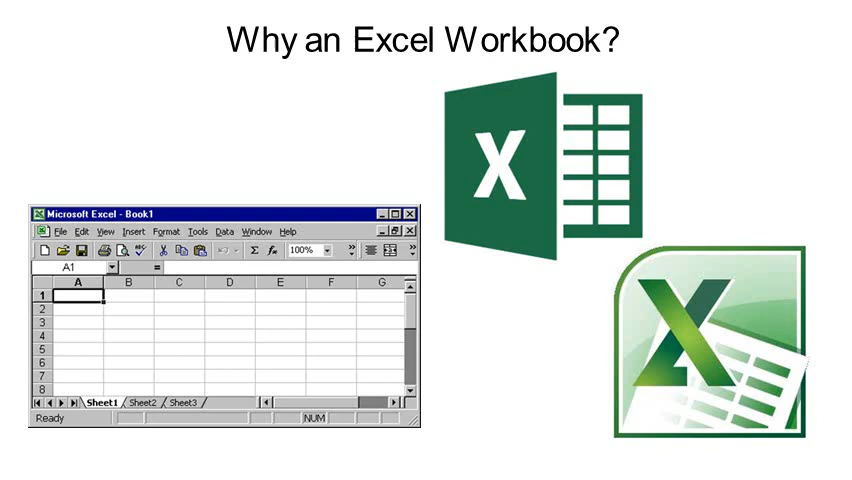 Why an Excel Workbook?
X
Microsoft Excel - Book1
File Edit View Insert Format Tools Data Window Help
100%
A1 =
A B C D E F G
1
2
3
4
5
6
7
8
Sheet1 Sheet2 Sheet3
Ready NUM
X